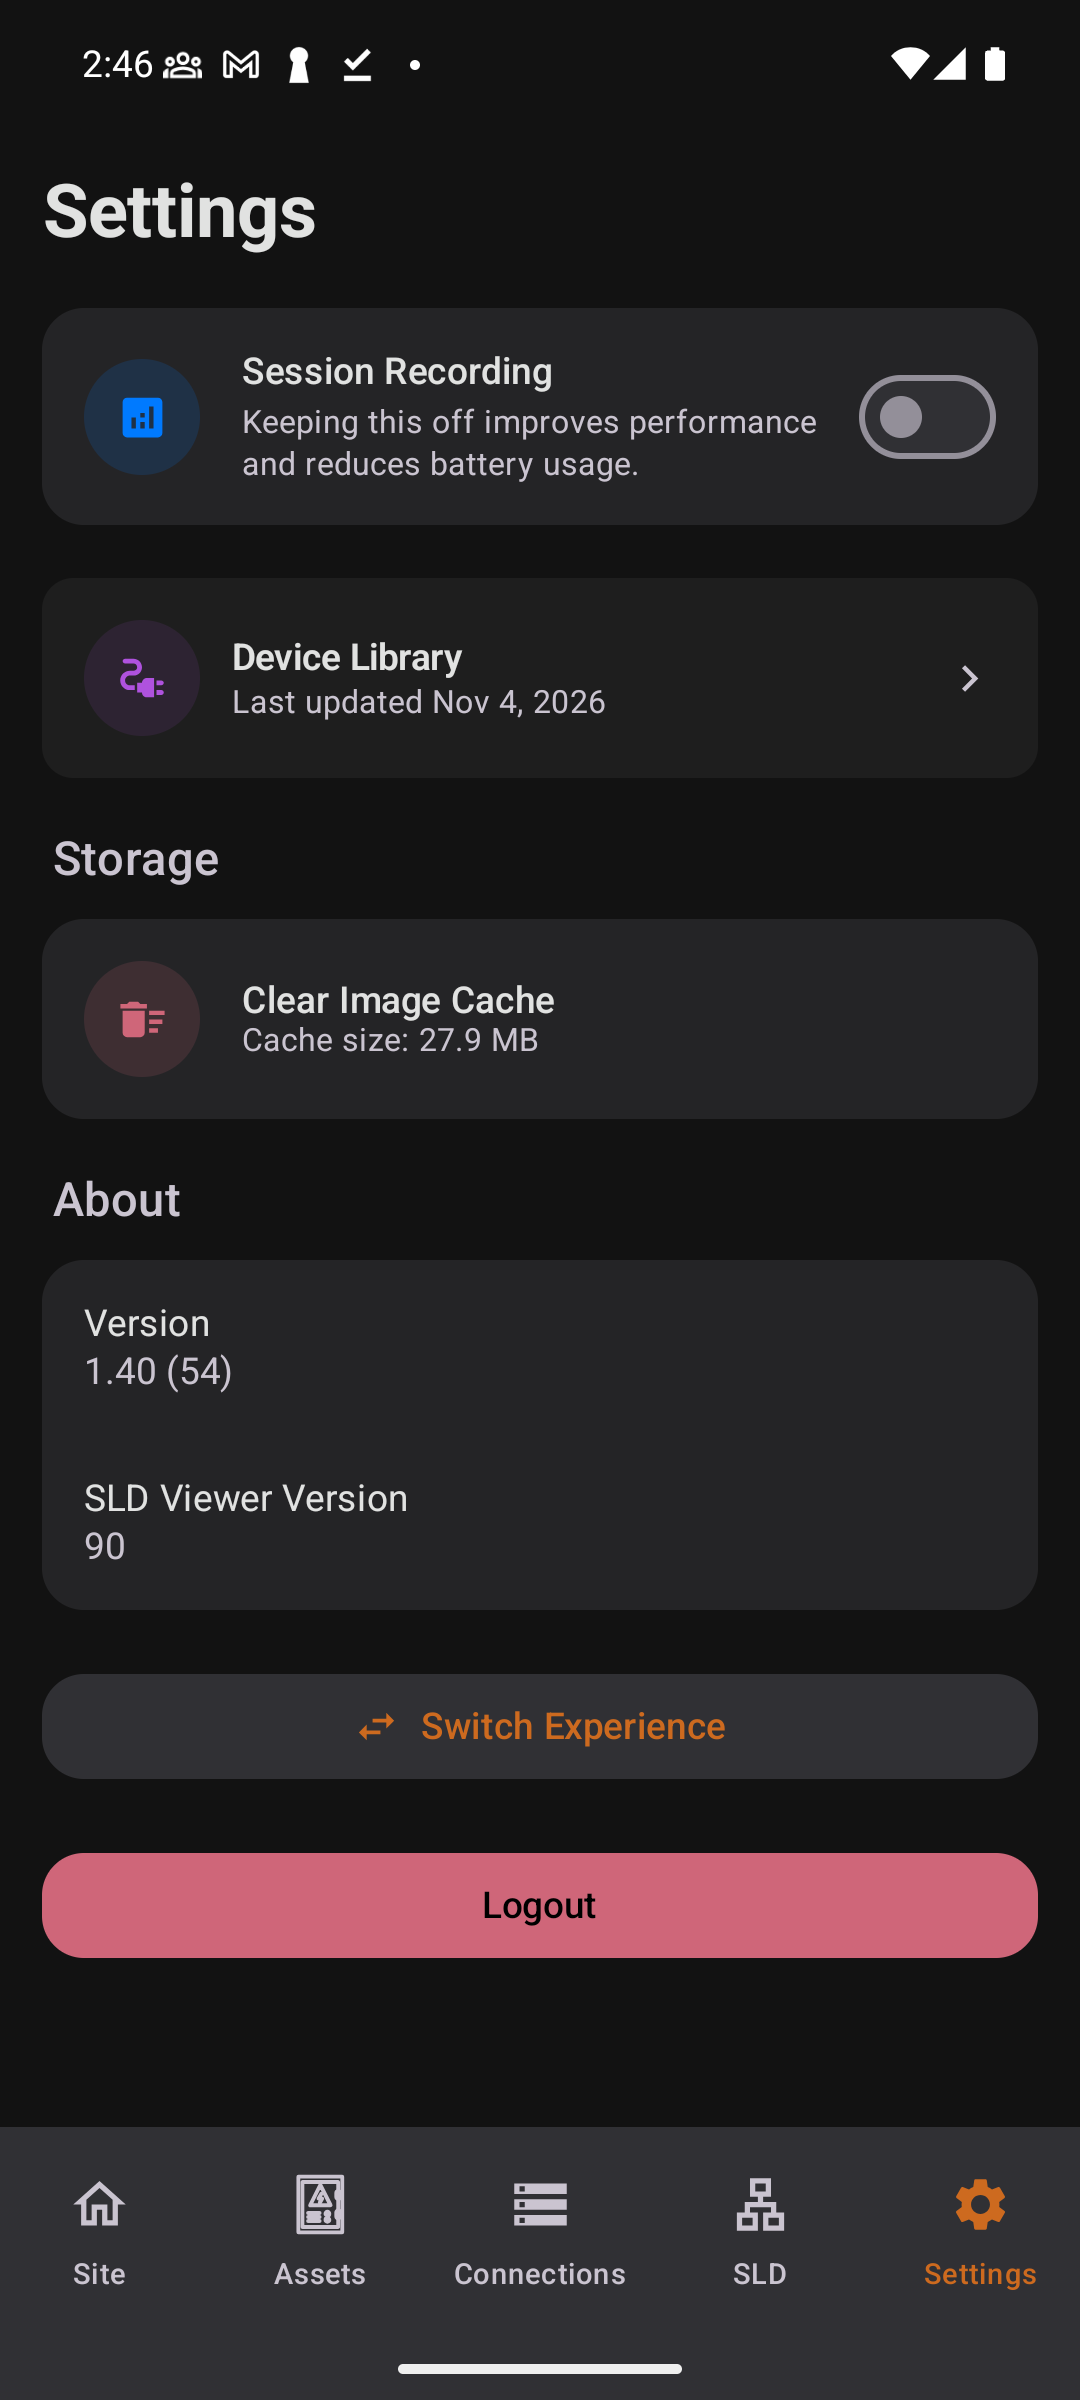 2:46
Settings
Session Recording
Keeping this off improves performance
and reduces battery usage.
Device Library
Last updated Nov 4, 2026
Storage
Clear Image Cache
Cache size: 27.9 MB
About
Version
1.40 (54)
SLD Viewer Version
90
Switch Experience
Logout
Site
Assets
Connections
SLD
Settings